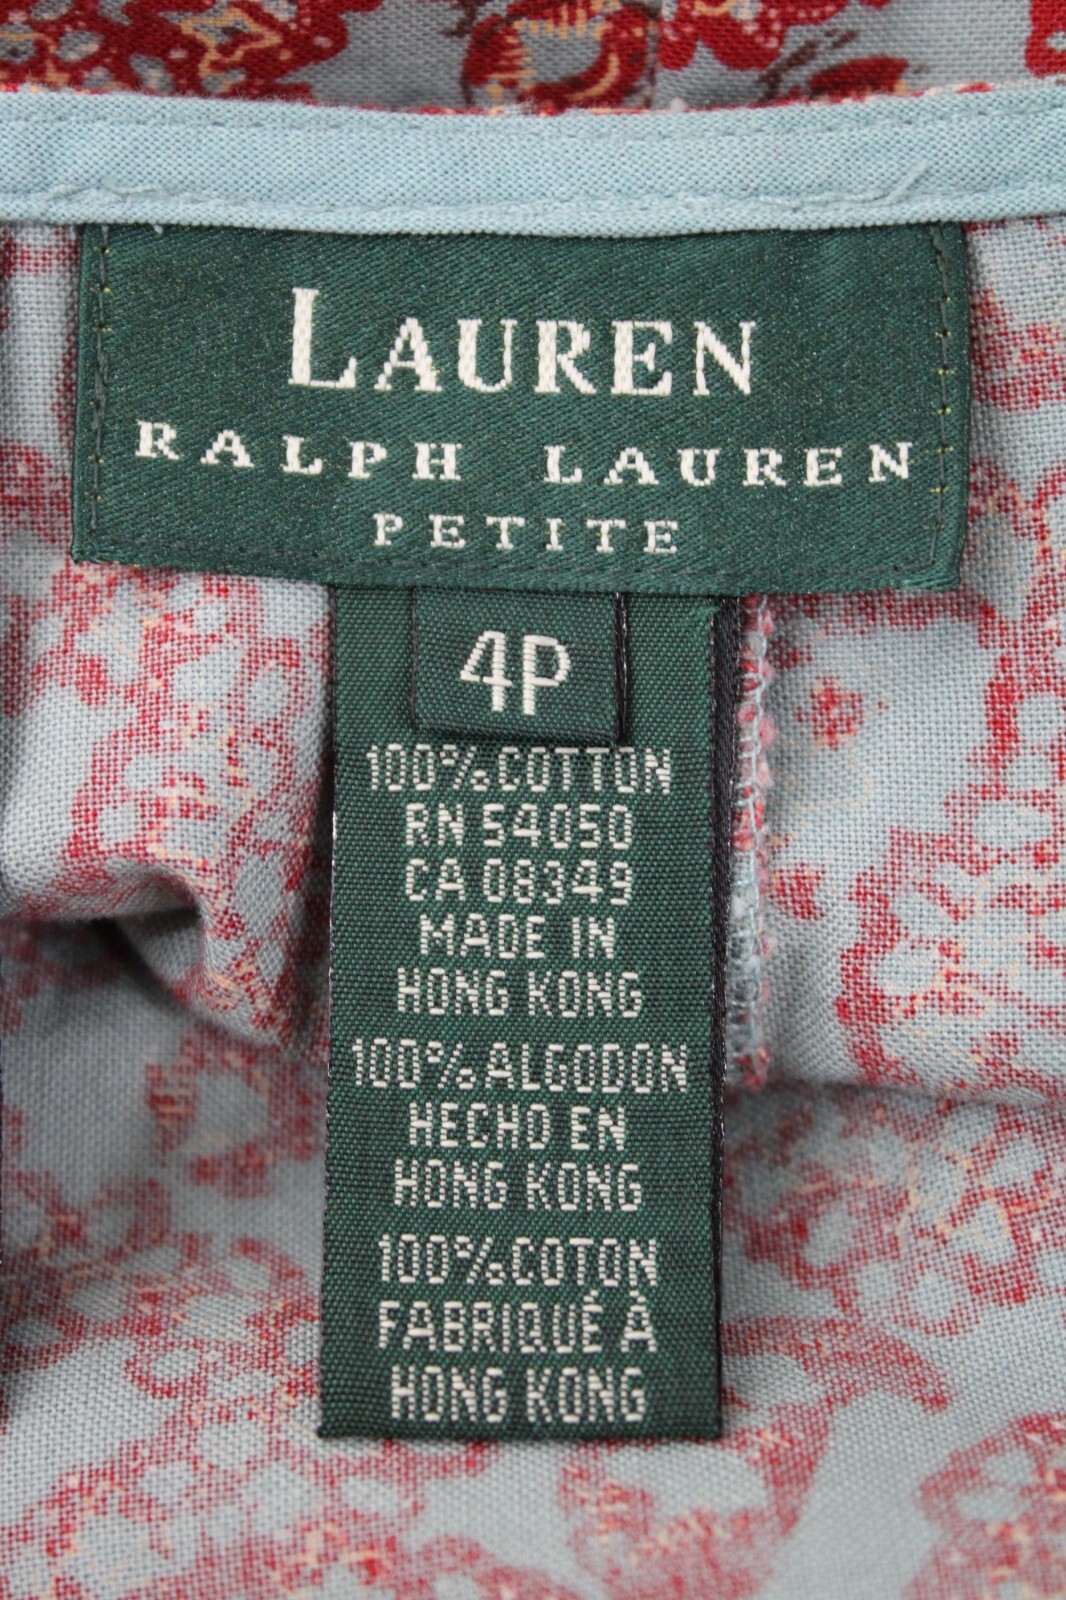 LAUREN
RALPH LAUREN
PETITE
4P
100% COTTON
RN 54050
CA 08349
MADE IN
HONG KONG
100% ALGODON
HECHO EN
HONG KONG
100% COTON
FABRIQUÉ À
HONG KONG